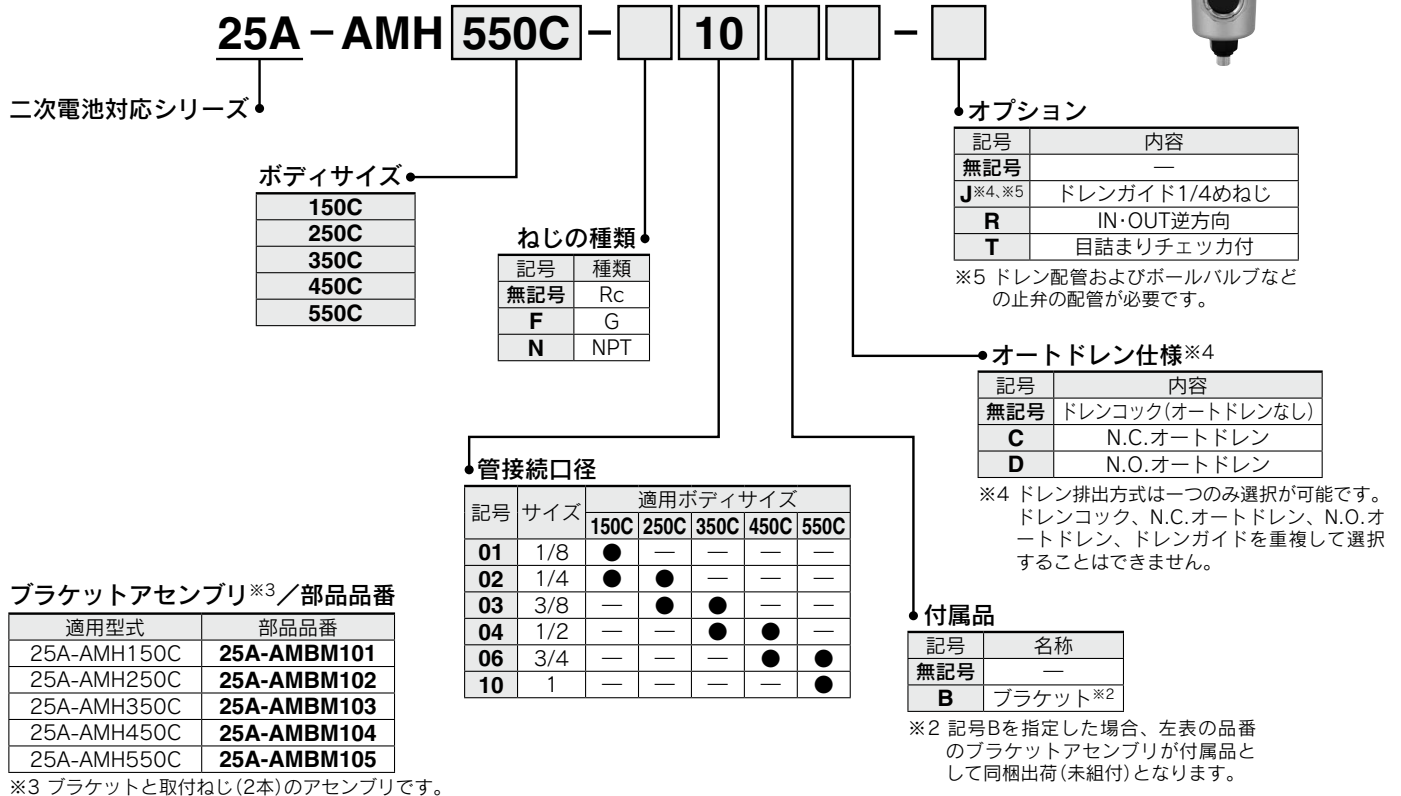 25A-AMH 550C - 10 -
二次電池対応シリーズ
ボディサイズ
150C
250C
350C
450C
550C
ねじの種類
記号 種類
無記号 Rc
F G
N NPT
管接続口径
記号 サイズ 適用ボディサイズ
150C 250C 350C 450C 550C
01 1/8 ● — — — —
02 1/4 ● ● — — —
03 3/8 — ● ● — —
04 1/2 — — ● ● —
06 3/4 — — — ● ●
10 1 — — — — ●
オプション
記号 内容
無記号 —
J※4、※5 ドレンガイド1/4めねじ
R IN・OUT逆方向
T 目詰まりチェッカ付
※5 ドレン配管およびボールバルブなど
の止弁の配管が必要です。
オートドレン仕様※4
記号 内容
無記号 ドレンコック(オートドレンなし)
C N.C.オートドレン
D N.O.オートドレン
※4 ドレン排出方式は一つのみ選択が可能です。
ドレンコック、N.C.オートドレン、N.O.オ
ートドレン、ドレンガイドを重複して選択
することはできません。
付属品
記号 名称
無記号 —
B ブラケット※2
※2 記号Bを指定した場合、左表の品番
のブラケットアセンブリが付属品と
して同梱出荷(未組付)となります。
ブラケットアセンブリ※3／部品品番
適用型式 部品品番
25A-AMH150C 25A-AMBM101
25A-AMH250C 25A-AMBM102
25A-AMH350C 25A-AMBM103
25A-AMH450C 25A-AMBM104
25A-AMH550C 25A-AMBM105
※3 ブラケットと取付ねじ(2本)のアセンブリです。